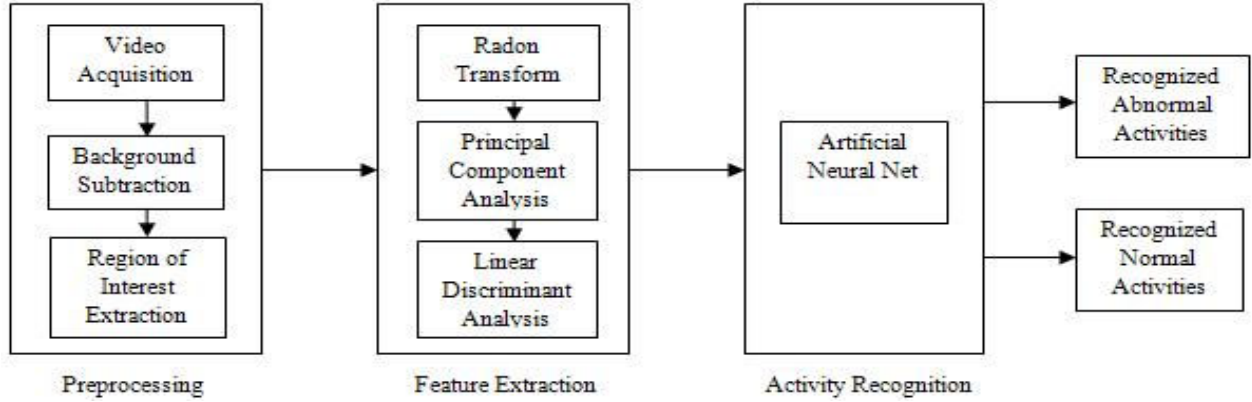 Video
Acquisition
Background
Subtraction
Region of
Interest
Extraction
Preprocessing
Radon
Transform
Principal
Component
Analysis
Linear
Discriminant
Analysis
Feature Extraction
Artificial
Neural Net
Activity Recognition
Recognized
Abnormal
Activities
Recognized
Normal
Activities